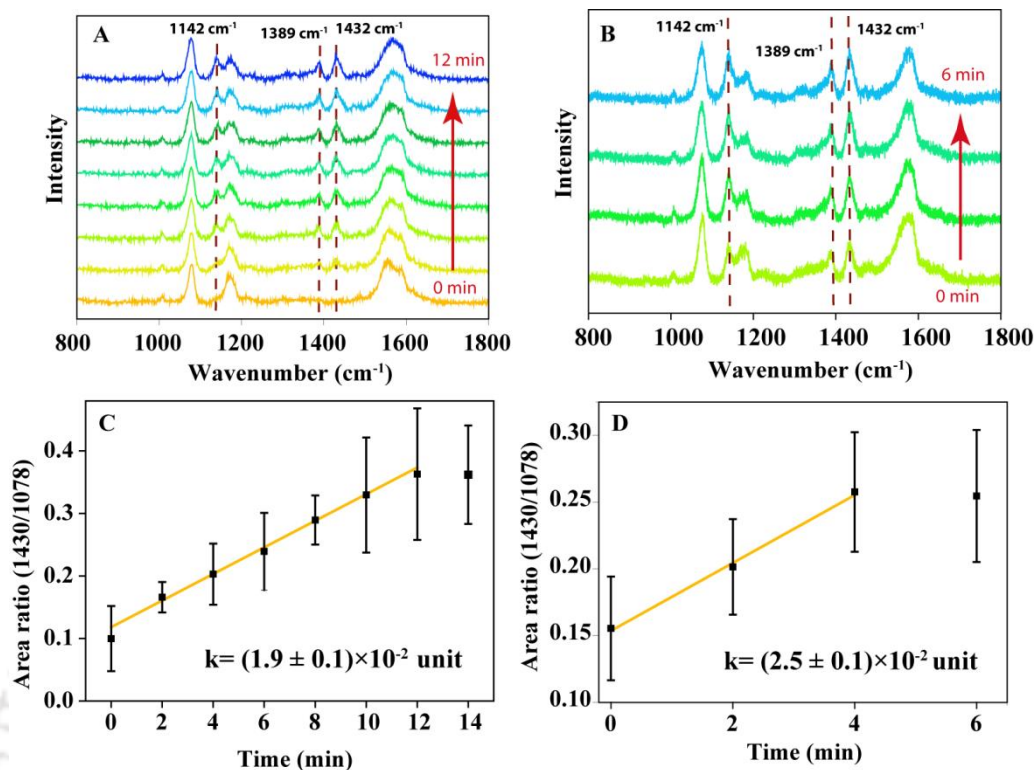 A
1142 cm⁻¹
1389 cm⁻¹
1432 cm⁻¹
12 min
0 min
Intensity
800 1000 1200 1400 1600 1800
Wavenumber (cm⁻¹)
B
1142 cm⁻¹
1389 cm⁻¹
1432 cm⁻¹
6 min
0 min
Intensity
800 1000 1200 1400 1600 1800
Wavenumber (cm⁻¹)
C
Area ratio (1430/1078)
0.4
0.3
0.2
0.1
0.0
k= (1.9 ± 0.1)×10⁻² unit
0 2 4 6 8 10 12 14
Time (min)
D
Area ratio (1430/1078)
0.30
0.25
0.20
0.15
0.10
k= (2.5 ± 0.1)×10⁻² unit
0 2 4 6
Time (min)